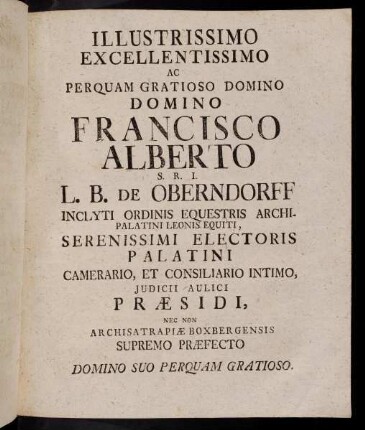 ILLUSTRISSIMO
EXCELLENTISSIMO
AC
PERQUAM GRATIOSO DOMINO
DOMINO
FRANCISCO
ALBERTO
S. R. I.
L. B. DE OBERNDORFF
INCLYTI ORDINIS EQUESTRIS ARCHI-
PALATINI LEONIS EQUITI,
SERENISSIMI ELECTORIS
PALATINI
CAMERARIO, ET CONSILIARIO INTIMO,
JUDICII AULICI
PRÆSIDI,
NEC NON
ARCHISATRAPIÆ BOXBERGENSIS
SUPREMO PRÆFECTO
DOMINO SUO PERQUAM GRATIOSO.